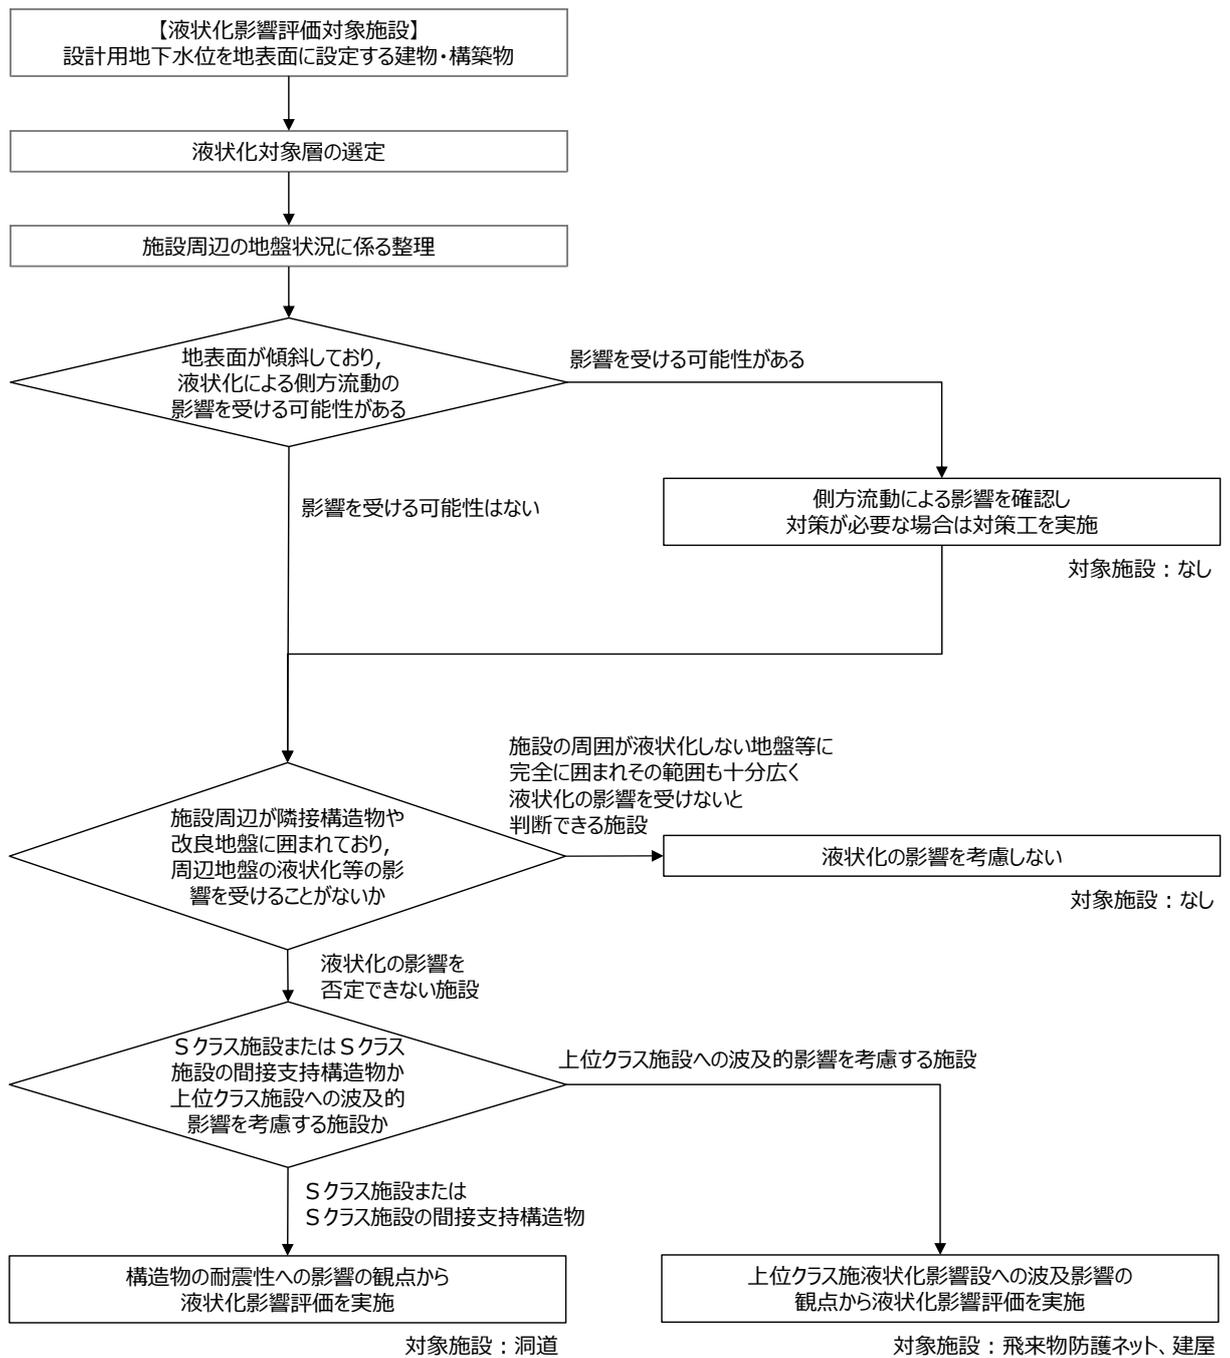 【液状化影響評価対象施設】
設計用地下水位を地表面に設定する建物・構築物
液状化対象層の選定
施設周辺の地盤状況に係る整理
地表面が傾斜しており,
液状化による側方流動の
影響を受ける可能性がある
影響を受ける可能性がある
影響を受ける可能性はない
側方流動による影響を確認し
対策が必要な場合は対策工を実施
対象施設：なし
施設の周囲が液状化しない地盤等に
完全に囲まれその範囲も十分広く
液状化の影響を受けないと
判断できる施設
施設周辺が隣接構造物や
改良地盤に囲まれており,
周辺地盤の液状化等の影
響を受けることがないか
液状化の影響を考慮しない
対象施設：なし
液状化の影響を
否定できない施設
Ｓクラス施設またはＳクラス
施設の間接支持構造物か
上位クラス施設への波及的
影響を考慮する施設か
上位クラス施設への波及的影響を考慮する施設
Ｓクラス施設または
Ｓクラス施設の間接支持構造物
構造物の耐震性への影響の観点から
液状化影響評価を実施
対象施設：洞道
上位クラス施液状化影響設への波及影響の
観点から液状化影響評価を実施
対象施設：飛来物防護ネット、建屋